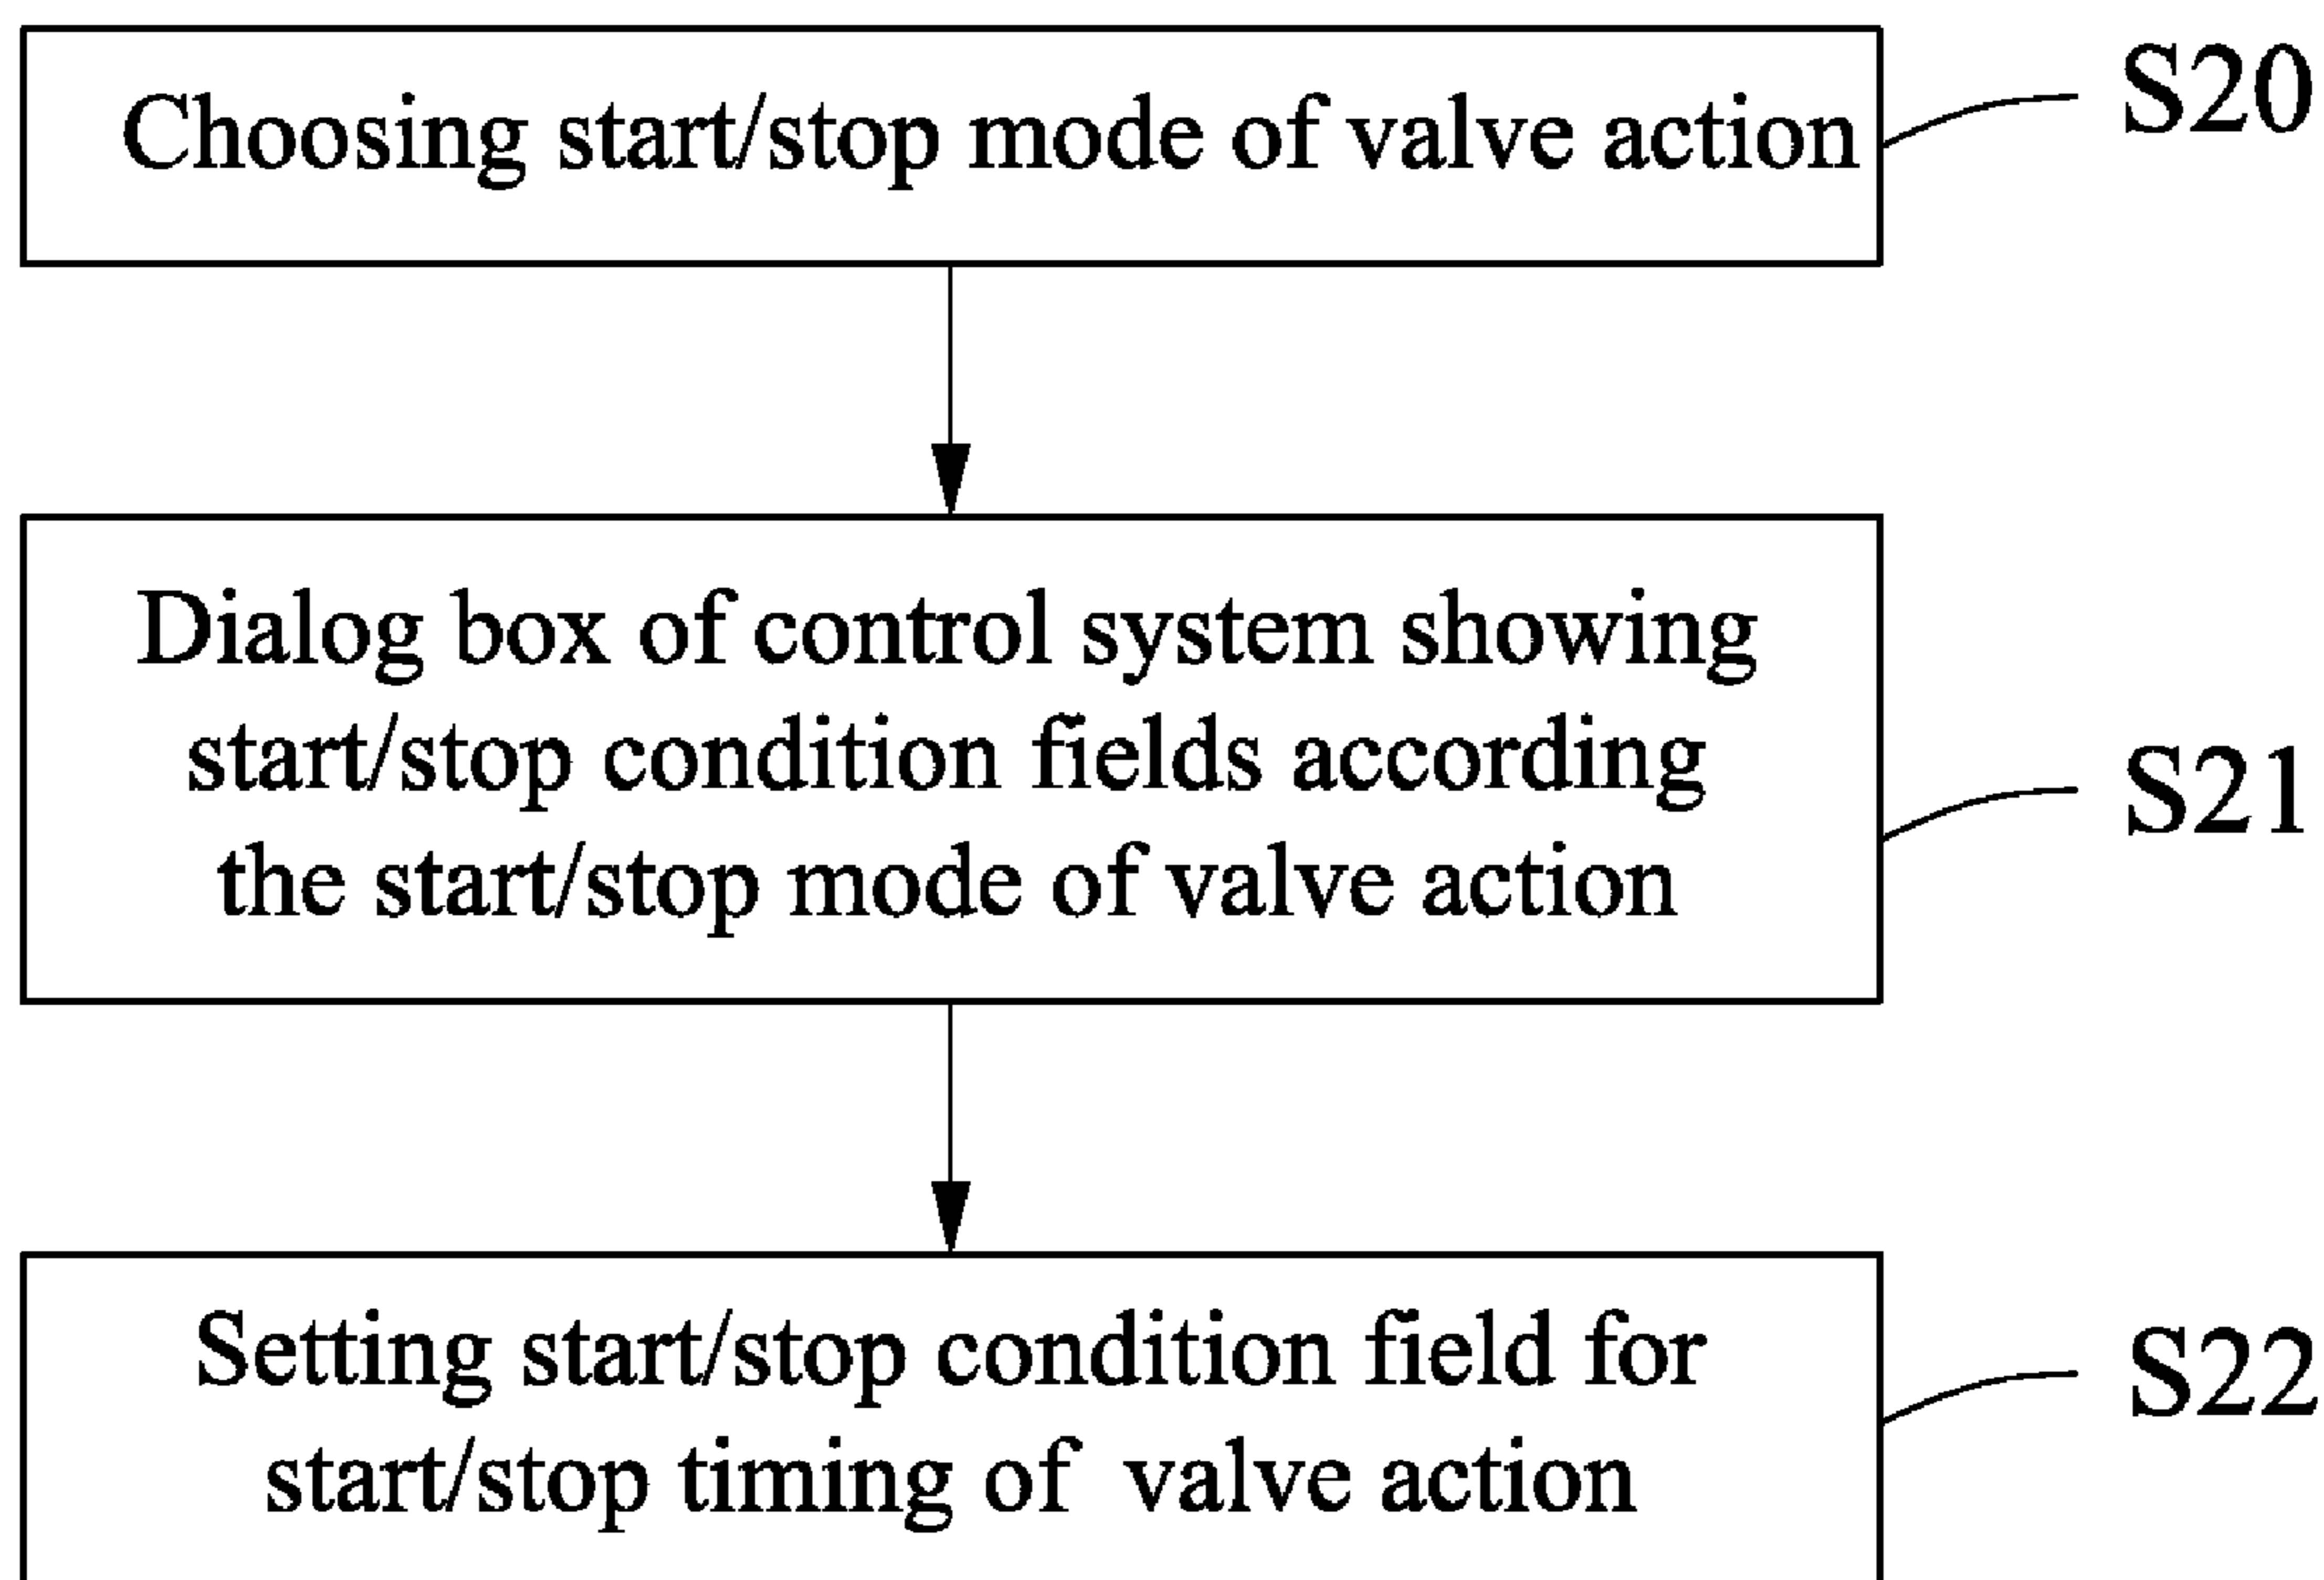 Choosing start/stop mode of valve action
S20
Dialog box of control system showing
start/stop condition fields according
the start/stop mode of valve action
S21
Setting start/stop condition field for
start/stop timing of valve action
S22